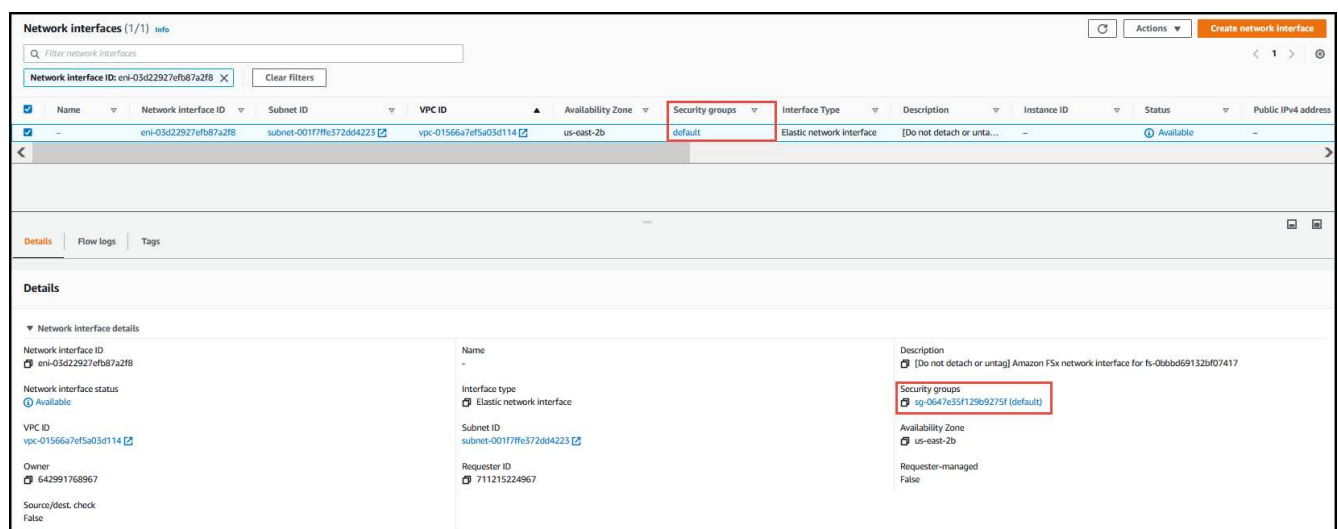 Network interfaces (1/1) Info
Actions
Create network interface
Filter network interfaces
1
Network interface ID: eni-03d22927efb87a2f8
Clear filters
Name Network interface ID Subnet ID VPC ID Availability Zone Security groups Interface Type Description Instance ID Status Public IPv4 address
– eni-03d22927efb87a2f8 subnet-001f7ffe372dd4223 vpc-01566a7ef5a03d114 us-east-2b default Elastic network interface [Do not detach or unta... – Available –
Details Flow logs Tags
Details
Network interface details
Network interface ID Name Description
eni-03d22927efb87a2f8 - [Do not detach or untag] Amazon FSx network interface for fs-0bbbd69132bf07417
Network interface status Interface type Security groups
Available Elastic network interface sg-0647e35f129b9275f (default)
VPC ID Subnet ID Availability Zone
vpc-01566a7ef5a03d114 subnet-001f7ffe372dd4223 us-east-2b
Owner Requester ID Requester-managed
642991768967 711215224967 False
Source/dest. check
False